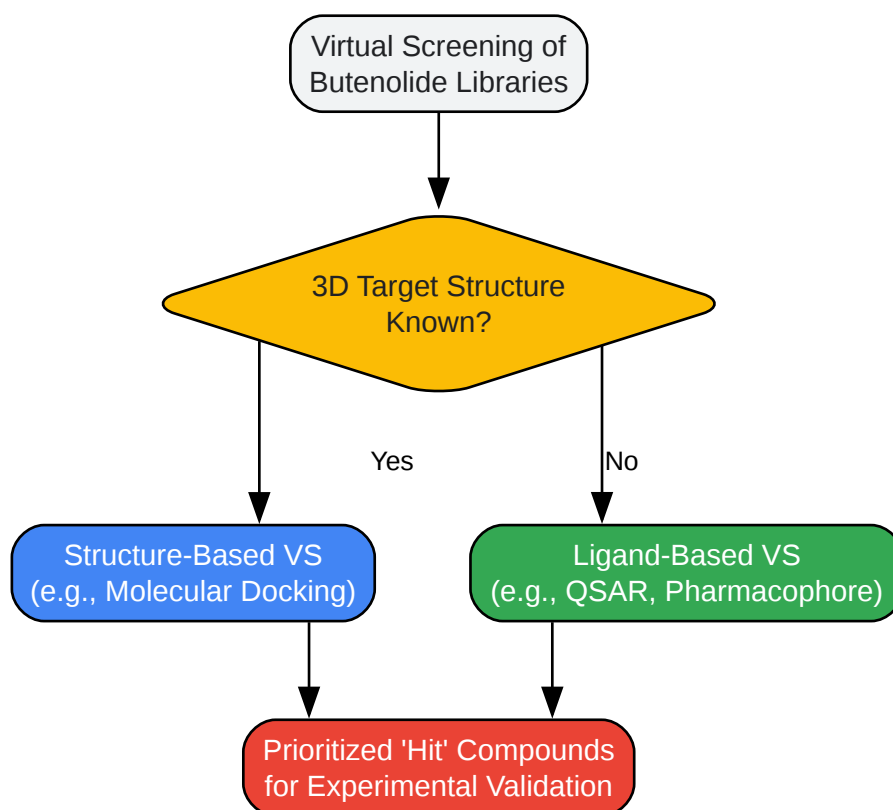 Virtual Screening of
Butenolide Libraries
3D Target Structure
Known?
Yes
No
Structure-Based VS
(e.g., Molecular Docking)
Ligand-Based VS
(e.g., QSAR, Pharmacophore)
Prioritized 'Hit' Compounds
for Experimental Validation